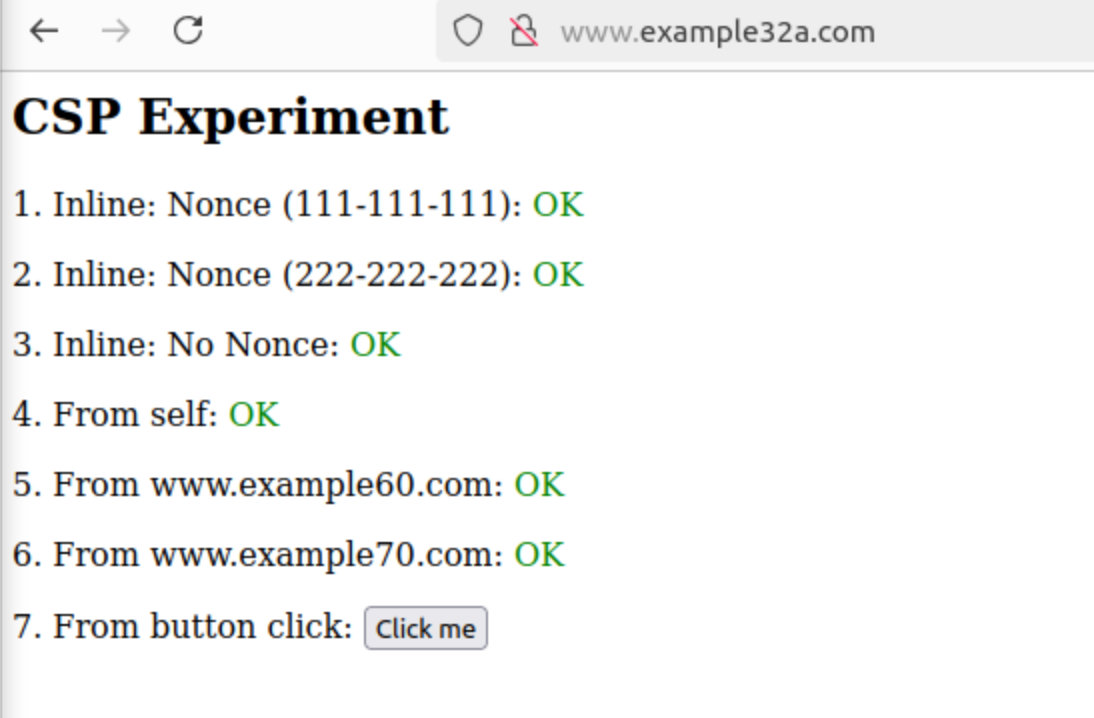 www.example32a.com
CSP Experiment
1. Inline: Nonce (111-111-111): OK
2. Inline: Nonce (222-222-222): OK
3. Inline: No Nonce: OK
4. From self: OK
5. From www.example60.com: OK
6. From www.example70.com: OK
7. From button click: Click me